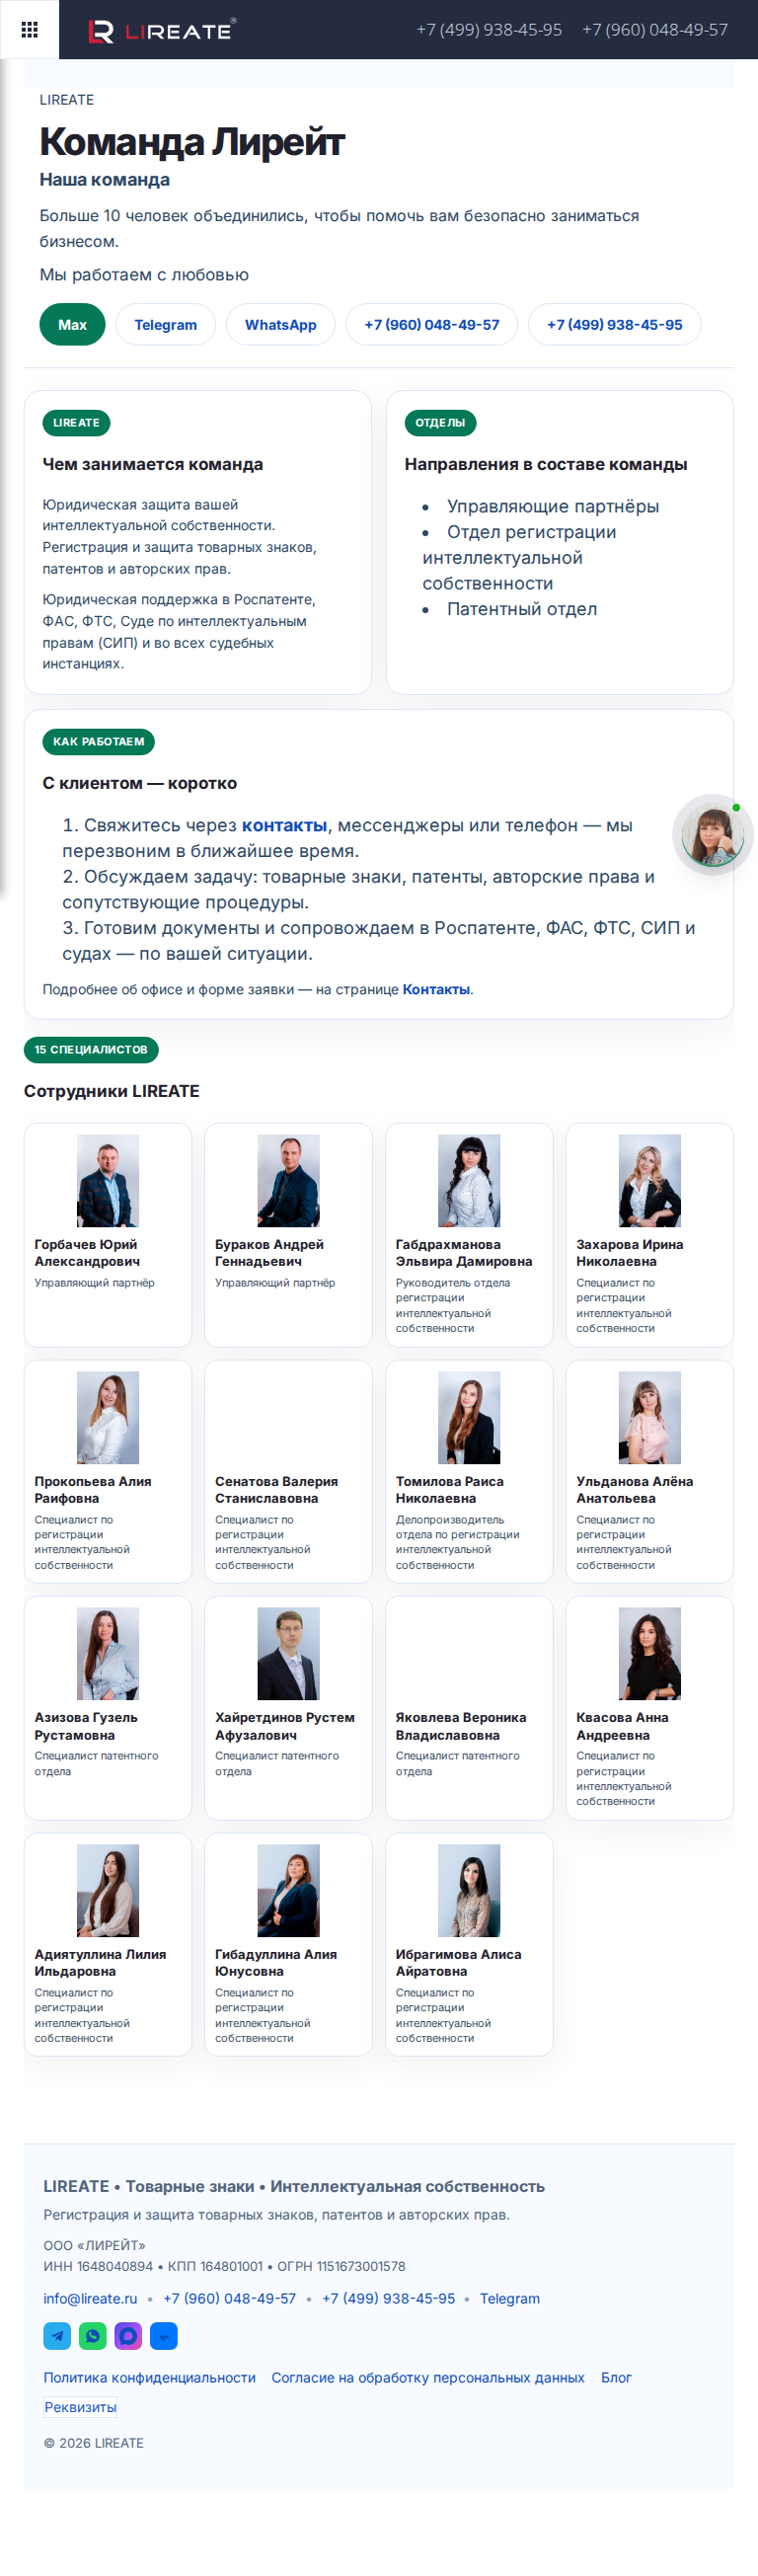 LIREATE®
+7 (499) 938-45-95 +7 (960) 048-49-57
LIREATE
Команда Лирейт
Наша команда
Больше 10 человек объединились, чтобы помочь вам безопасно заниматься
бизнесом.
Мы работаем с любовью
Max Telegram WhatsApp +7 (960) 048-49-57 +7 (499) 938-45-95
LIREATE
Чем занимается команда
Юридическая защита вашей
интеллектуальной собственности.
Регистрация и защита товарных знаков,
патентов и авторских прав.
Юридическая поддержка в Роспатенте,
ФАС, ФТС, Суде по интеллектуальным
правам (СИП) и во всех судебных
инстанциях.
ОТДЕЛЫ
Направления в составе команды
• Управляющие партнёры
• Отдел регистрации
интеллектуальной
собственности
• Патентный отдел
КАК РАБОТАЕМ
С клиентом — коротко
1. Свяжитесь через контакты, мессенджеры или телефон — мы
перезвоним в ближайшее время.
2. Обсуждаем задачу: товарные знаки, патенты, авторские права и
сопутствующие процедуры.
3. Готовим документы и сопровождаем в Роспатенте, ФАС, ФТС, СИП и
судах — по вашей ситуации.
Подробнее об офисе и форме заявки — на странице Контакты.
15 СПЕЦИАЛИСТОВ
Сотрудники LIREATE
Горбачев Юрий
Александрович
Управляющий партнёр
Бураков Андрей
Геннадьевич
Управляющий партнёр
Габдрахманова
Эльвира Дамировна
Руководитель отдела
регистрации
интеллектуальной
собственности
Захарова Ирина
Николаевна
Специалист по
регистрации
интеллектуальной
собственности
Прокопьева Алия
Раифовна
Специалист по
регистрации
интеллектуальной
собственности
Сенатова Валерия
Станиславовна
Специалист по
регистрации
интеллектуальной
собственности
Томилова Раиса
Николаевна
Делопроизводитель
отдела по регистрации
интеллектуальной
собственности
Ульданова Алёна
Анатольева
Специалист по
регистрации
интеллектуальной
собственности
Азизова Гузель
Рустамовна
Специалист патентного
отдела
Хайретдинов Рустем
Афузалович
Специалист патентного
отдела
Яковлева Вероника
Владиславовна
Специалист патентного
отдела
Квасова Анна
Андреевна
Специалист по
регистрации
интеллектуальной
собственности
Адиятуллина Лилия
Ильдаровна
Специалист по
регистрации
интеллектуальной
собственности
Гибадуллина Алия
Юнусовна
Специалист по
регистрации
интеллектуальной
собственности
Ибрагимова Алиса
Айратовна
Специалист по
регистрации
интеллектуальной
собственности
LIREATE • Товарные знаки • Интеллектуальная собственность
Регистрация и защита товарных знаков, патентов и авторских прав.
ООО «ЛИРЕЙТ»
ИНН 1648040894 • КПП 164801001 • ОГРН 1151673001578
info@lireate.ru • +7 (960) 048-49-57 • +7 (499) 938-45-95 • Telegram
Политика конфиденциальности Согласие на обработку персональных данных Блог
Реквизиты
© 2026 LIREATE